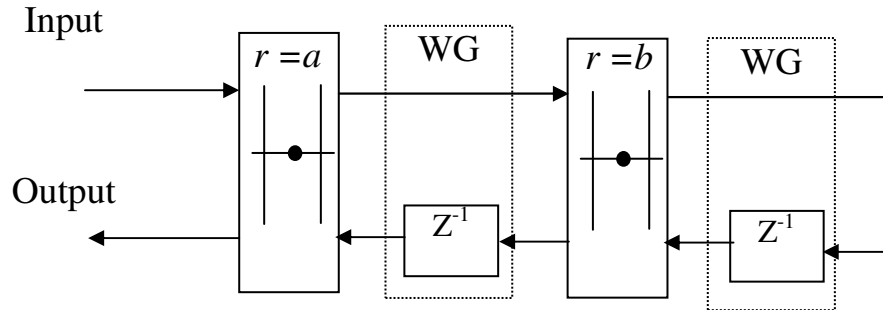 Input
r =a
WG
r =b
WG
Output
Z-1
Z-1